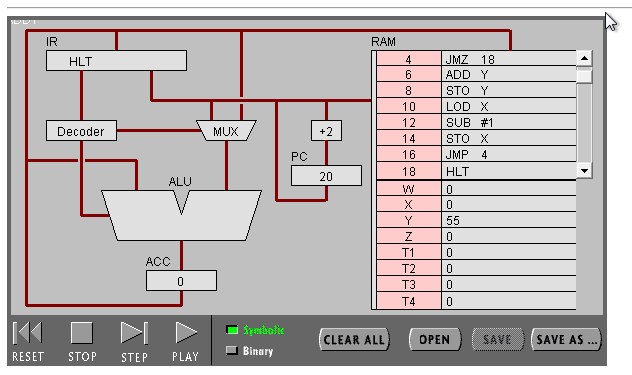 IR
HLT
RAM
4 JMZ 18
6 ADD Y
8 STO Y
10 LOD X
12 SUB #1
14 STO X
16 JMP 4
18 HLT
W 0
X 0
Y 55
Z 0
T1 0
T2 0
T3 0
T4 0
Decoder
MUX
+2
PC
20
ALU
ACC
0
RESET
STOP
STEP
PLAY
Symbolic
Binary
CLEAR ALL
OPEN
SAVE
SAVE AS ...